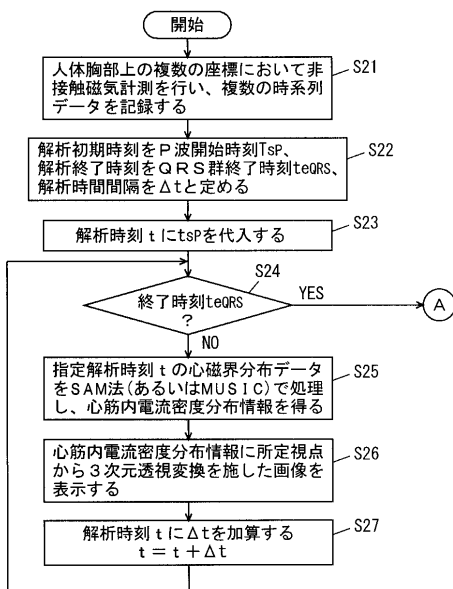 開始
人体胸部上の複数の座標において非
接触磁気計測を行い、複数の時系列
データを記録する
S21
解析初期時刻をP波開始時刻TsP、
解析終了時刻をQRS群終了時刻teQRS、
解析時間間隔をΔtと定める
S22
解析時刻tにtsPを代入する
S23
終了時刻teQRS
?
S24
YES
A
NO
指定解析時刻tの心磁界分布データ
をSAM法(あるいはMUSIC)で処理
し、心筋内電流密度分布情報を得る
S25
心筋内電流密度分布情報に所定視点
から3次元透視変換を施した画像を
表示する
S26
解析時刻tにΔtを加算する
t=t+Δt
S27